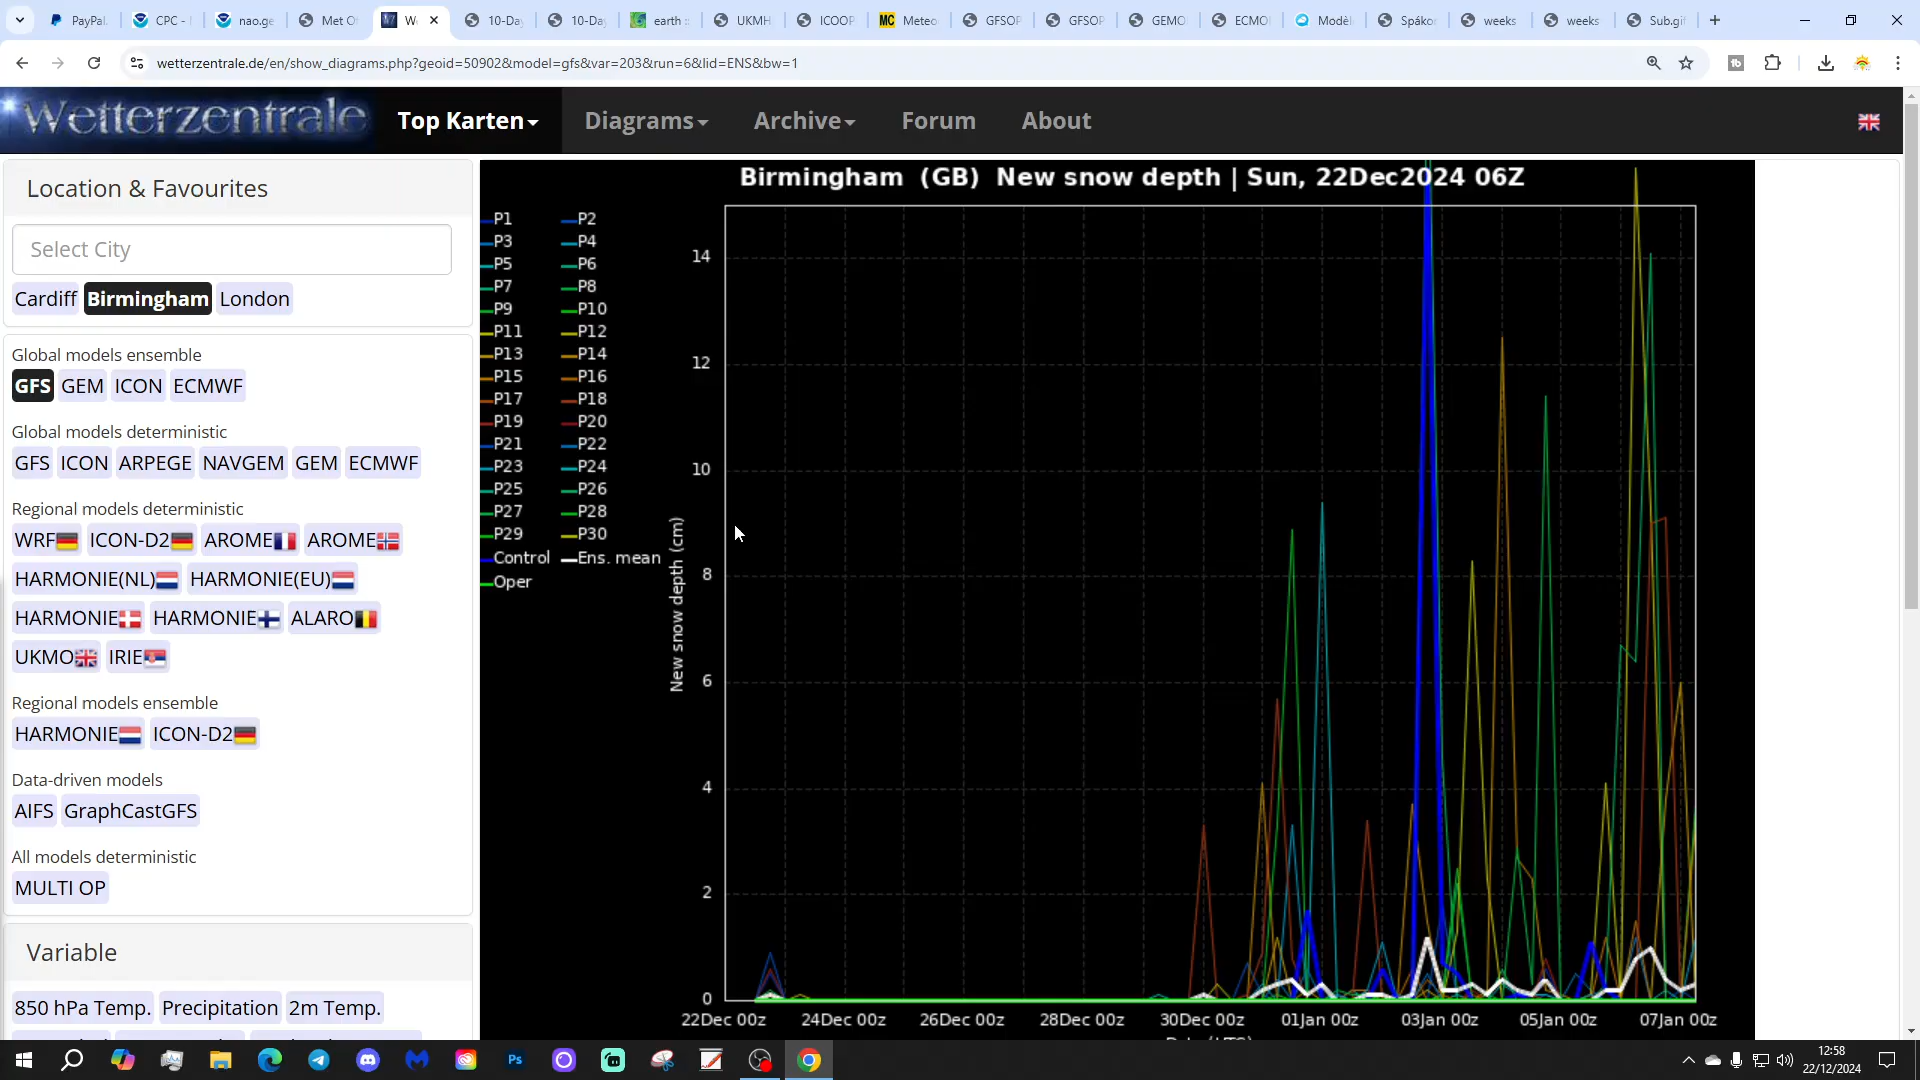 PayPal
CPC -
nao.ge
Met O
W
10-Day
10-Day
earth ::
UKMH
ICOOP
MC Meteo
GFSOP
GFSOP
GEMO
ECMO
Modèl
Spákor
weeks
weeks
Sub.gif
wetterzentrale.de/en/show_diagrams.php?geoid=50902&model=gfs&var=203&run=6&lid=ENS&bw=1
Wetterzentrale
Top Karten
Diagrams
Archive
Forum
About
Location & Favourites
Select City
Cardiff Birmingham London
Global models ensemble
GFS GEM ICON ECMWF
Global models deterministic
GFS ICON ARPEGE NAVGEM GEM ECMWF
Regional models deterministic
WRF ICON-D2 AROME AROME
HARMONIE(NL) HARMONIE(EU)
HARMONIE HARMONIE ALARO
UKMO IRIE
Regional models ensemble
HARMONIE ICON-D2
Data-driven models
AIFS GraphCastGFS
All models deterministic
MULTI OP
Variable
850 hPa Temp. Precipitation 2m Temp.
Birmingham (GB) New snow depth | Sun, 22Dec2024 06Z
P1 P2
P3 P4
P5 P6
P7 P8
P9 P10
P11 P12
P13 P14
P15 P16
P17 P18
P19 P20
P21 P22
P23 P24
P25 P26
P27 P28
P29 P30
Control Ens. mean
Oper
New snow depth (cm)
14
12
10
8
6
4
2
0
22Dec 00z 24Dec 00z 26Dec 00z 28Dec 00z 30Dec 00z 01Jan 00z 03Jan 00z 05Jan 00z 07Jan 00z
Ps
12:58
22/12/2024